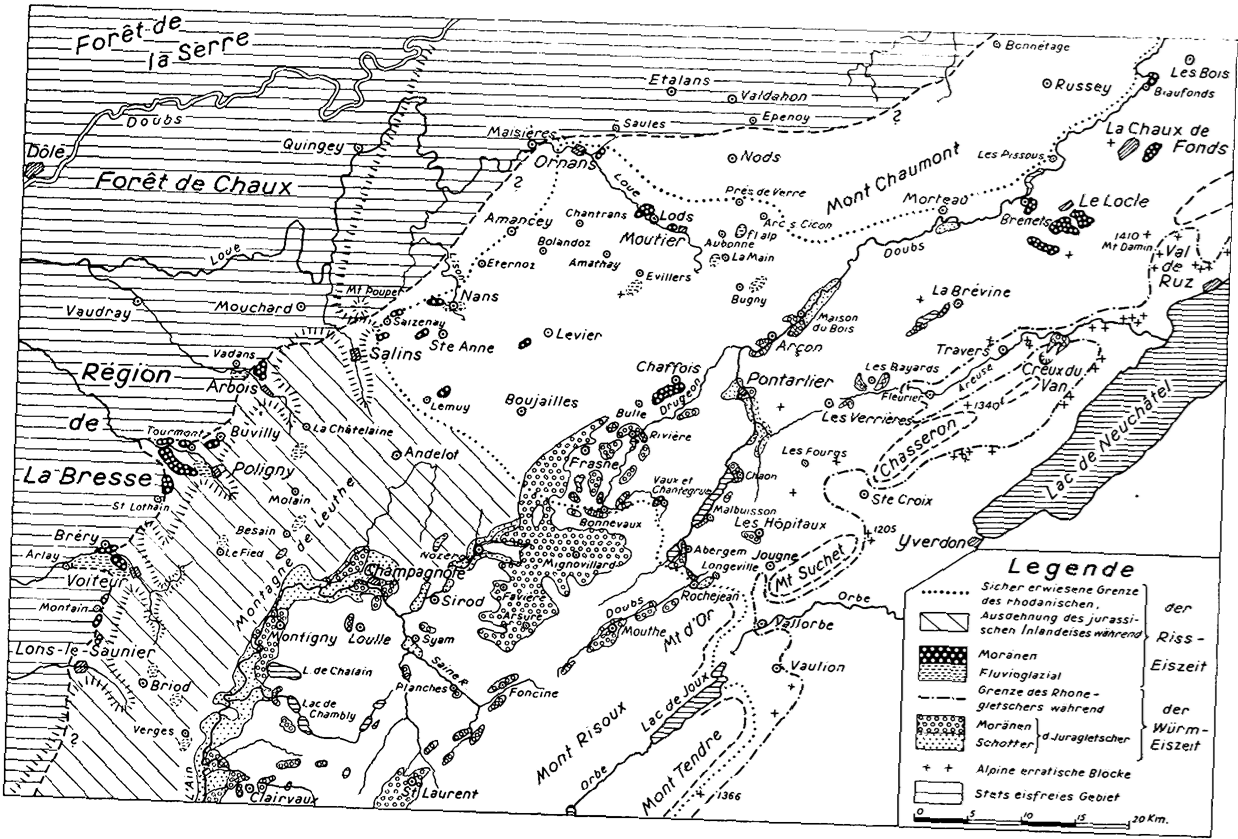 Forêt de
la Serre
Doubs
Dôle
Quingey
Forêt de Chaux
Loue
Vaudray
Mouchard
Mt Poupet
Vadans
Arbois
Région
de
La Bresse
Tourmont
Buvilly
Poligny
St Lothain
Bréry
Arlay
Voiteur
Montain
Lons-le-Saunier
Briod
Verges
L'Ain
Le Fied
Besain
Molain
Montagne de Leuthe
La Châtelaine
Andelot
Salins
Saizenay
Ste Anne
Nans
Lison
Lemuy
Boujailles
Levier
Maisières
Ornans
Saules
Etalans
Valdahon
Epenoy
?
Nods
Loue
Lods
Moutier
Chantrans
Amancey
Bolandoz
Eternoz
Amathay
Evillers
Près de Verre
Arc s Cicon
Aubonne
La Main
Bugny
Mont Chaumont
Bonnétage
Russey
Les Bois
Biaufonds
La Chaux de
Fonds
Les Pissous
Morteau
Brenets
Le Locle
1410
Mt Damin
Val
de
Ruz
Doubs
La Brévine
Maison
du Bois
Arçon
Pontarlier
Chaffois
Drugeon
Bulle
Rivière
Frasne
Vaux et
Chantegrue
Bonnevaux
Mignovillard
Nozeroy
Champagnole
Sirod
Favière
Arsure
Montigny
Loulle
Syam
Saine R.
Planches
Foncine
L. de Chalain
Lac de
Chambly
Clairvaux
St Laurent
Mouthe
Doubs
Rochejean
Longeville
Abergem
Jougne
Les Hôpitaux
Malbuisson
Chaon
Les Fourgs
Les Verrières
Les Bayards
Fleurier
Travers
Areuse
Creux du
Van
1340
Chasseron
Ste Croix
1205
Mt Suchet
Yverdon
Lac de Neuchâtel
Orbe
Vallorbe
Vaulion
Mt d'Or
Lac de Joux
Mont Risoux
Orbe
Mont Tendre
1366
Legende
Sicher erwiesene Grenze
des rhodanischen,
Ausdehnung des jurassi-
schen Inlandeises während
der
Riss-
Eiszeit
Moränen
Fluvioglazial
Grenze des Rhone-
gletschers während
der
Würm-
Eiszeit
Moränen
Schotter
d Juragletscher
Alpine erratische Blocke
Stets eisfreies Gebiet
0 5 10 15 20 Km.